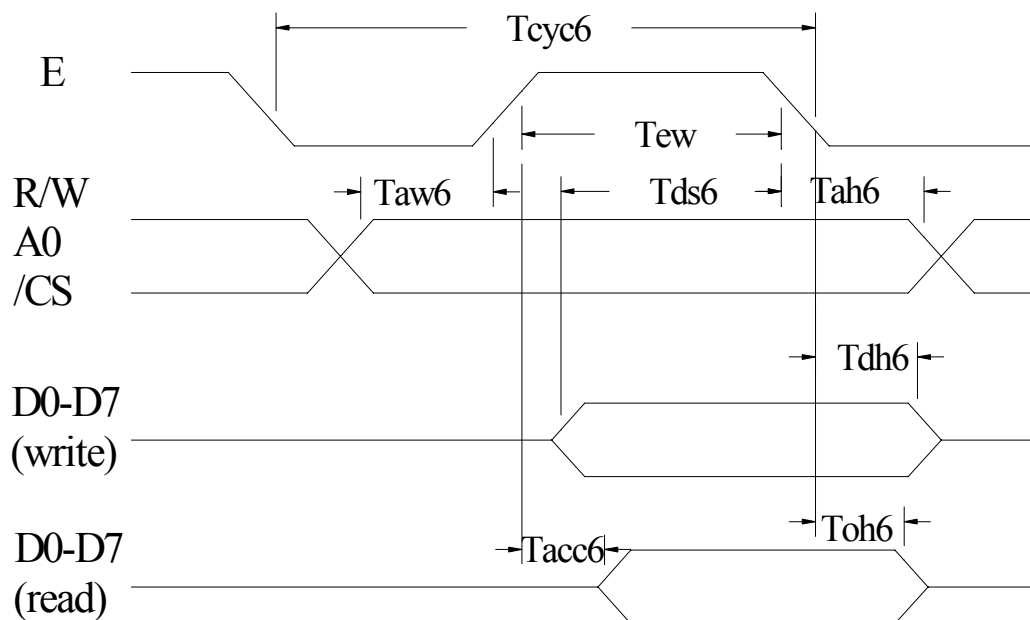 Tcyc6
E
Tew
R/W
Taw6
Tds6
Tah6
A0
/CS
Tdh6
D0-D7
(write)
Toh6
D0-D7
Tacc6
(read)